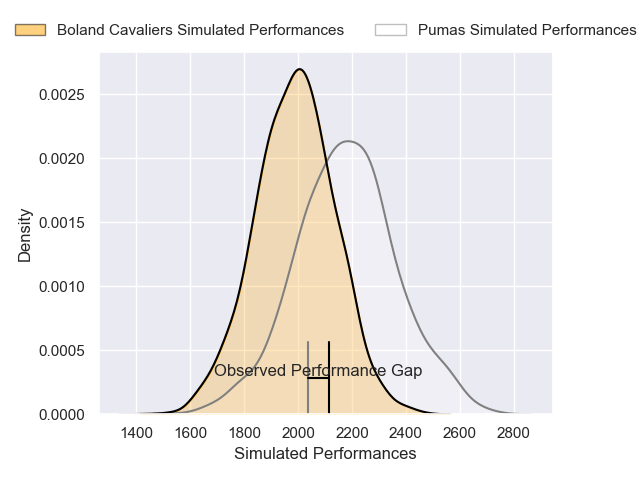 Boland Cavaliers Simulated Performances
Pumas Simulated Performances
0.0025
0.0020
0.0015
0.0010
0.0005
0.0000
Density
Observed Performance Gap
1400 1600 1800 2000 2200 2400 2600 2800
Simulated Performances